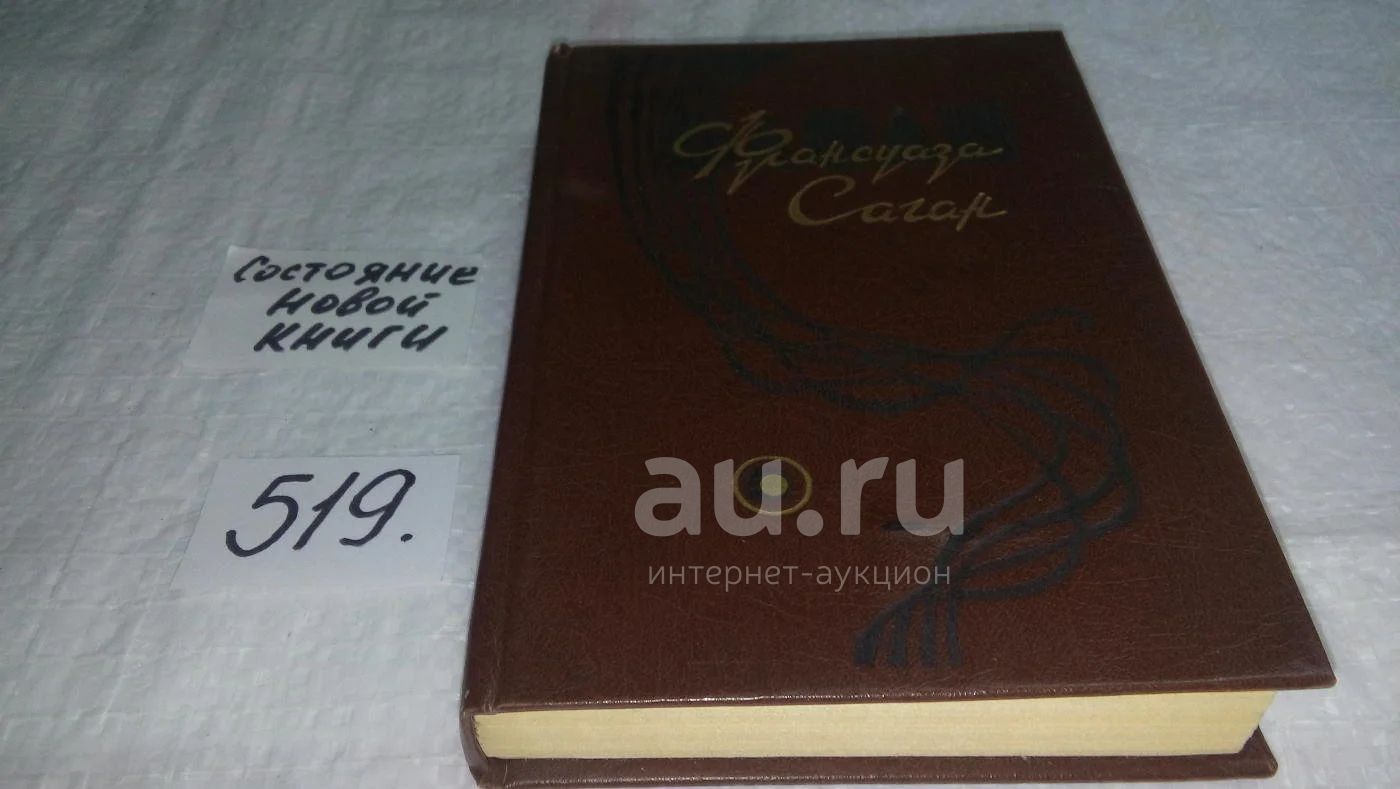 Франсуаза
Саган
Состояние
новой
книги
519.
au.ru
интернет-аукцион